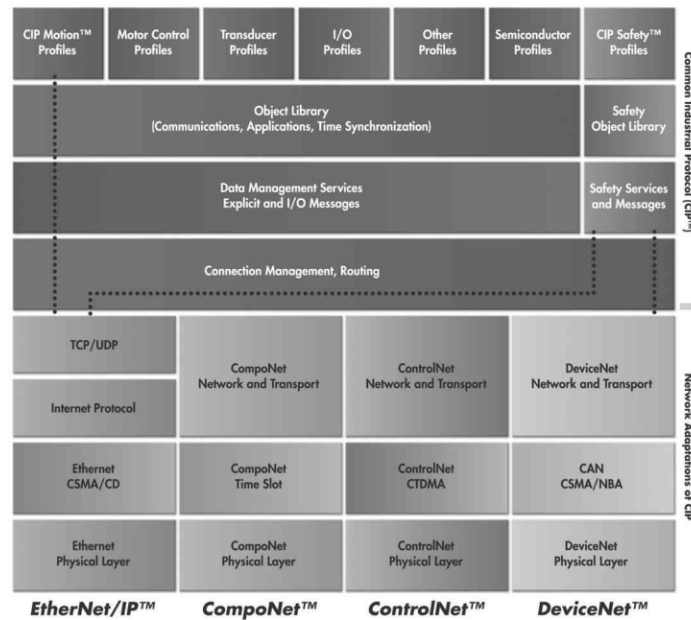 CIP Motion™
Profiles
Motor Control
Profiles
Transducer
Profiles
I/O
Profiles
Other
Profiles
Semiconductor
Profiles
CIP Safety™
Profiles
Object Library
(Communications, Applications, Time Synchronization)
Safety
Object Library
Data Management Services
Explicit and I/O Messages
Safety Services
and Messages
Connection Management, Routing
Common Industrial Protocol (CIP™)
TCP/UDP
Internet Protocol
CompoNet
Network and Transport
ControlNet
Network and Transport
DeviceNet
Network and Transport
Ethernet
CSMA/CD
CompoNet
Time Slot
ControlNet
CTDMA
CAN
CSMA/NBA
Ethernet
Physical Layer
CompoNet
Physical Layer
ControlNet
Physical Layer
DeviceNet
Physical Layer
Network Adaptations of CIP
EtherNet/IP™
CompoNet™
ControlNet™
DeviceNet™